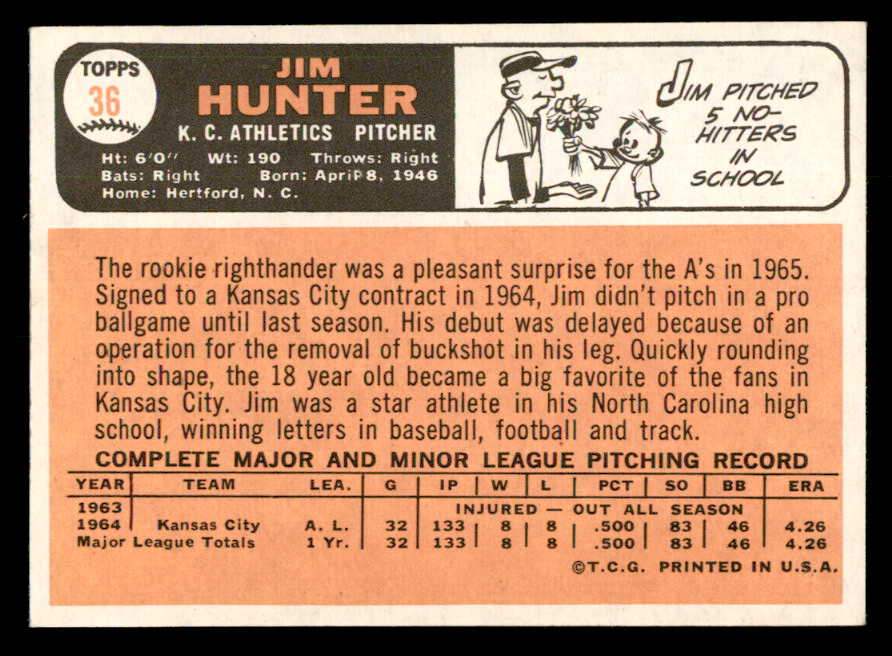 TOPPS
36
JIM
HUNTER
K. C. ATHLETICS PITCHER
Ht: 6'0" Wt: 190 Throws: Right
Bats: Right Born: April 8, 1946
Home: Hertford, N. C.
JIM PITCHED
5 NO-
HITTERS
IN
SCHOOL
The rookie righthander was a pleasant surprise for the A's in 1965.
Signed to a Kansas City contract in 1964, Jim didn't pitch in a pro
ballgame until last season. His debut was delayed because of an
operation for the removal of buckshot in his leg. Quickly rounding
into shape, the 18 year old became a big favorite of the fans in
Kansas City. Jim was a star athlete in his North Carolina high
school, winning letters in baseball, football and track.
COMPLETE MAJOR AND MINOR LEAGUE PITCHING RECORD
YEAR TEAM LEA. G IP W L PCT SO BB ERA
1963 INJURED — OUT ALL SEASON
1964 Kansas City A. L. 32 133 8 8 .500 83 46 4.26
Major League Totals 1 Yr. 32 133 8 8 .500 83 46 4.26
©T.C.G. PRINTED IN U.S.A.